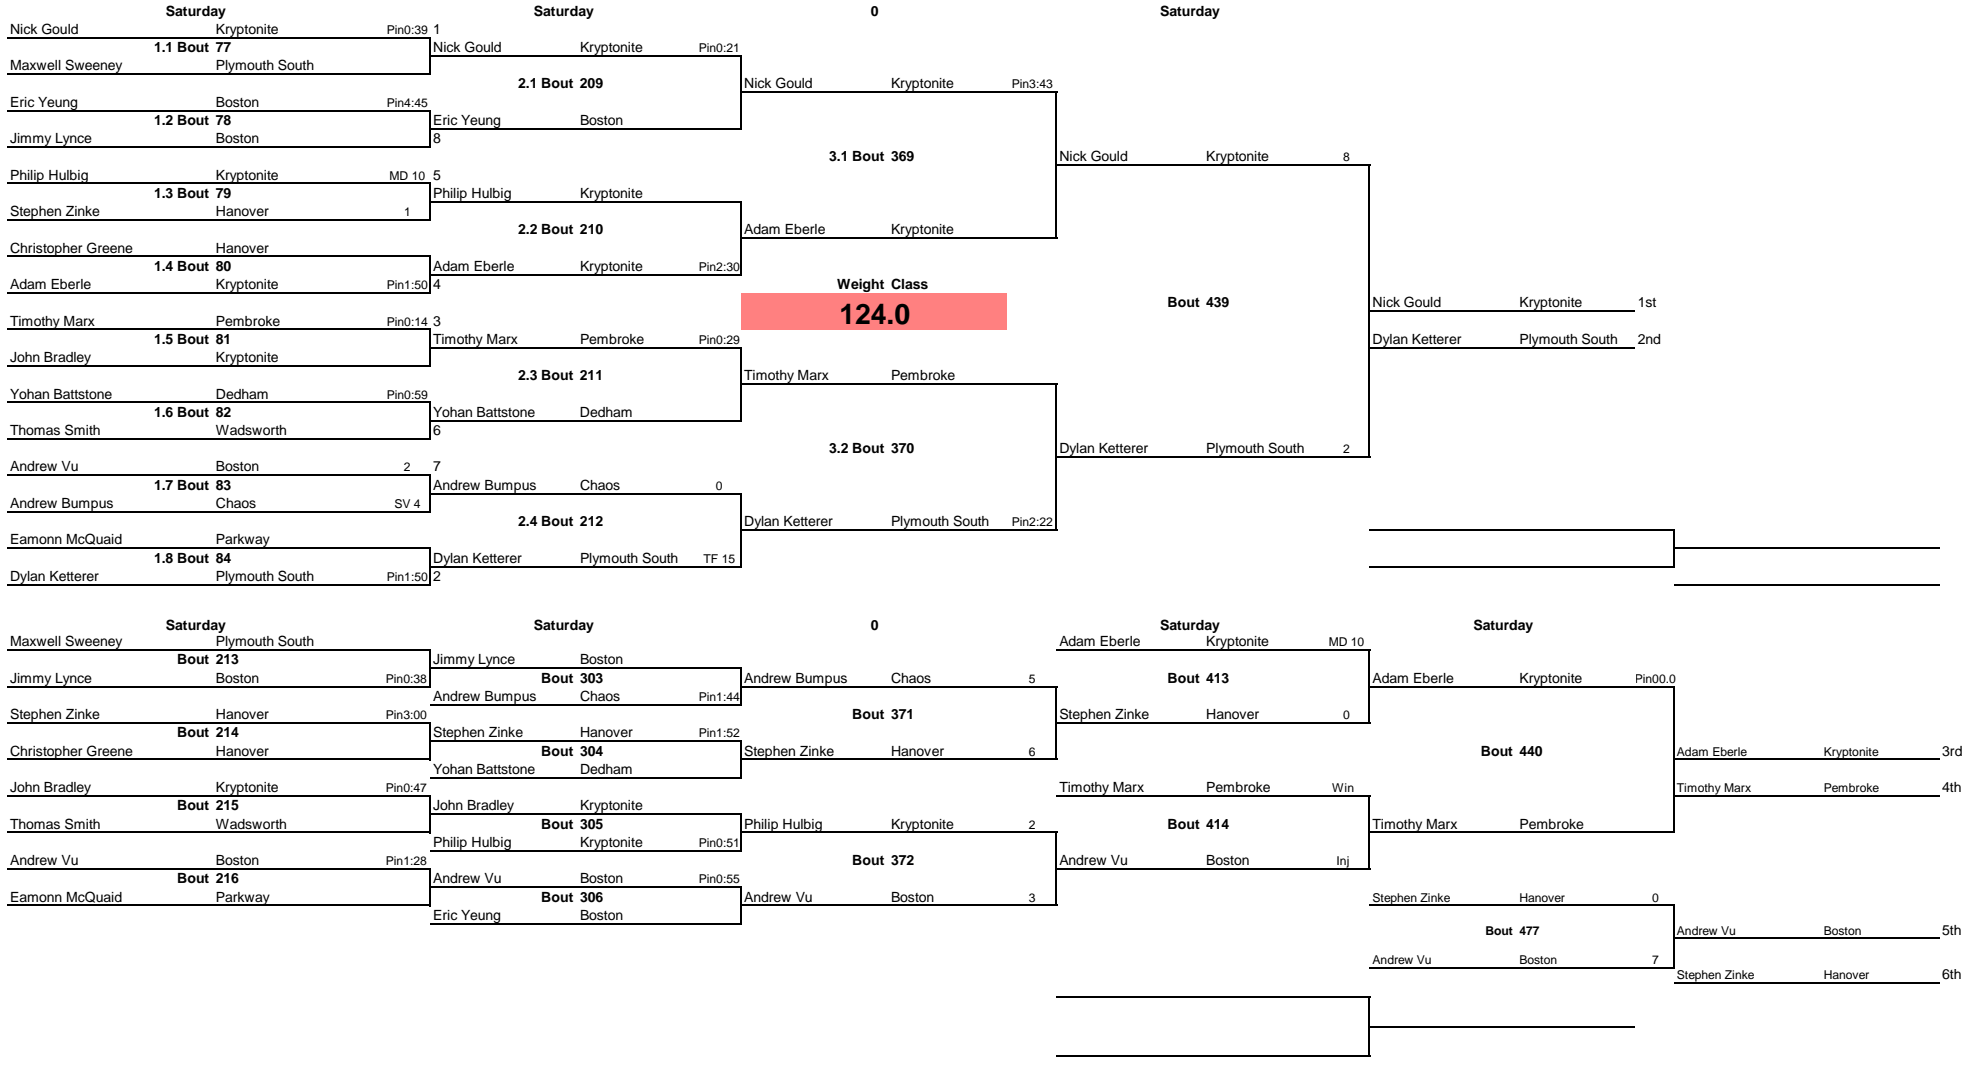 Saturday Saturday 0 Saturday
Nick Gould Kryptonite Pin0:39 1
1.1 Bout 77 Nick Gould Kryptonite Pin0:21
Maxwell Sweeney Plymouth South
2.1 Bout 209 Nick Gould Kryptonite Pin3:43
Eric Yeung Boston Pin4:45
1.2 Bout 78 Eric Yeung Boston
Jimmy Lynce Boston 8
3.1 Bout 369 Nick Gould Kryptonite 8
Philip Hulbig Kryptonite MD 10 5
1.3 Bout 79 Philip Hulbig Kryptonite
Stephen Zinke Hanover 1
2.2 Bout 210 Adam Eberle Kryptonite
Christopher Greene Hanover
1.4 Bout 80 Adam Eberle Kryptonite Pin2:30
Adam Eberle Kryptonite Pin1:50 4 Weight Class
Bout 439 Nick Gould Kryptonite 1st
124.0
Timothy Marx Pembroke Pin0:14 3
1.5 Bout 81 Timothy Marx Pembroke Pin0:29 Dylan Ketterer Plymouth South 2nd
John Bradley Kryptonite
2.3 Bout 211 Timothy Marx Pembroke
Yohan Battstone Dedham Pin0:59
1.6 Bout 82 Yohan Battstone Dedham
Thomas Smith Wadsworth 6
3.2 Bout 370 Dylan Ketterer Plymouth South 2
Andrew Vu Boston 2 7
1.7 Bout 83 Andrew Bumpus Chaos 0
Andrew Bumpus Chaos SV 4
2.4 Bout 212 Dylan Ketterer Plymouth South Pin2:22
Eamonn McQuaid Parkway
1.8 Bout 84 Dylan Ketterer Plymouth South TF 15
Dylan Ketterer Plymouth South Pin1:50 2
Saturday Saturday 0 Saturday Saturday
Maxwell Sweeney Plymouth South Adam Eberle Kryptonite MD 10
Bout 213 Jimmy Lynce Boston
Jimmy Lynce Boston Pin0:38 Bout 303 Andrew Bumpus Chaos 5 Bout 413 Adam Eberle Kryptonite Pin00.0
Andrew Bumpus Chaos Pin1:44
Stephen Zinke Hanover Pin3:00 Bout 371 Stephen Zinke Hanover 0
Bout 214 Stephen Zinke Hanover Pin1:52
Christopher Greene Hanover Bout 304 Stephen Zinke Hanover 6 Bout 440 Adam Eberle Kryptonite 3rd
Yohan Battstone Dedham
John Bradley Kryptonite Pin0:47 Timothy Marx Pembroke Win Timothy Marx Pembroke 4th
Bout 215 John Bradley Kryptonite
Thomas Smith Wadsworth Bout 305 Philip Hulbig Kryptonite 2 Bout 414 Timothy Marx Pembroke
Philip Hulbig Kryptonite Pin0:51
Andrew Vu Boston Pin1:28 Bout 372 Andrew Vu Boston Inj
Bout 216 Andrew Vu Boston Pin0:55
Eamonn McQuaid Parkway Bout 306 Andrew Vu Boston 3 Stephen Zinke Hanover 0
Eric Yeung Boston
Bout 477 Andrew Vu Boston 5th
Andrew Vu Boston 7
Stephen Zinke Hanover 6th